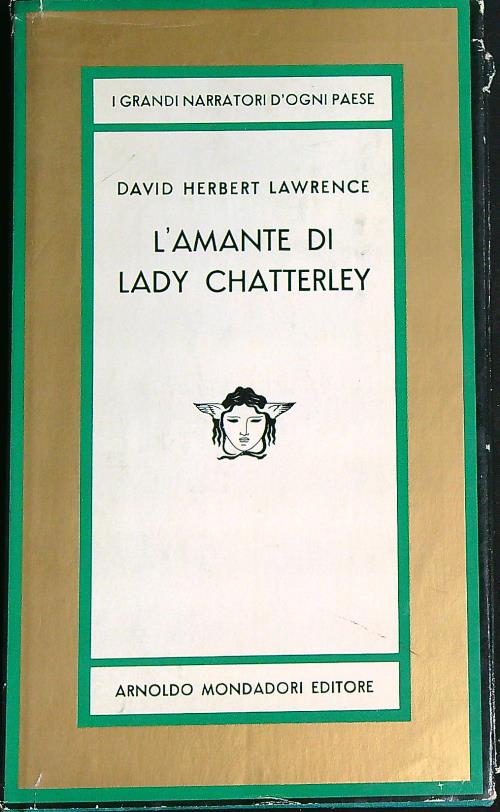 I GRANDI NARRATORI D'OGNI PAESE
DAVID HERBERT LAWRENCE
L'AMANTE DI
LADY CHATTERLEY
ARNOLDO MONDADORI EDITORE